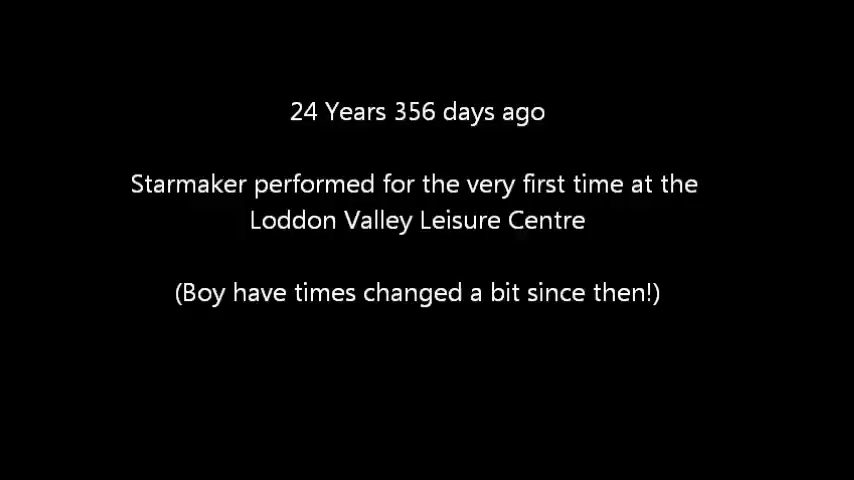 24 Years 356 days ago
Starmaker performed for the very first time at the
Loddon Valley Leisure Centre
(Boy have times changed a bit since then!)